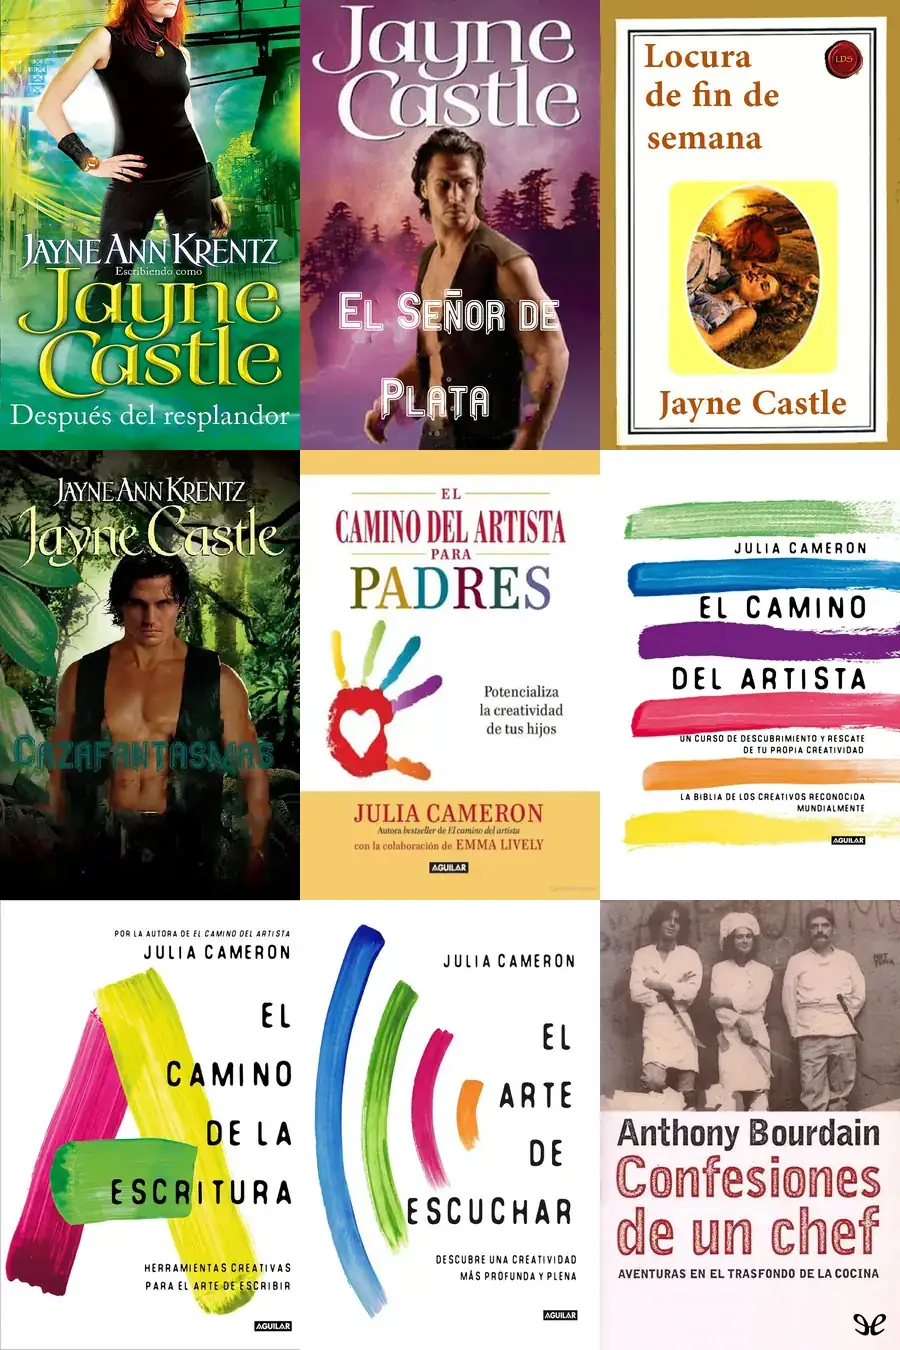 JAYNE ANN KRENTZ
Escribiendo como
Jayne
Castle
Después del resplandor
Jayne
Castle
El Señor de
Plata
Locura
de fin de
semana
LDS
Jayne Castle
JAYNE ANN KRENTZ
Jayne Castle
CAZAFANTASMAS
EL
CAMINO DEL ARTISTA
PARA
PADRES
Potencializa
la creatividad
de tus hijos
JULIA CAMERON
Autora bestseller de El camino del artista
con la colaboración de EMMA LIVELY
AGUILAR
JULIA CAMERON
EL CAMINO
DEL ARTISTA
UN CURSO DE DESCUBRIMIENTO Y RESCATE
DE TU PROPIA CREATIVIDAD
LA BIBLIA DE LOS CREATIVOS RECONOCIDA
MUNDIALMENTE
AGUILAR
POR LA AUTORA DE EL CAMINO DEL ARTISTA
JULIA CAMERON
EL
CAMINO
DE LA
ESCRITURA
HERRAMIENTAS CREATIVAS
PARA EL ARTE DE ESCRIBIR
AGUILAR
JULIA CAMERON
EL
ARTE
DE
ESCUCHAR
DESCUBRE UNA CREATIVIDAD
MÁS PROFUNDA Y PLENA
AGUILAR
Anthony Bourdain
Confesiones
de un chef
AVENTURAS EN EL TRASFONDO DE LA COCINA